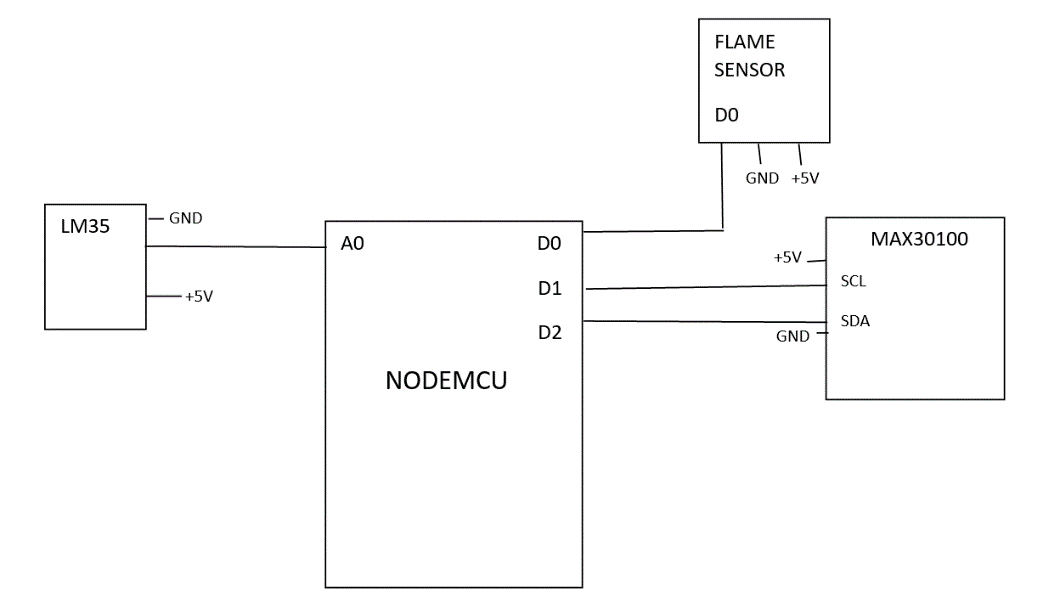 FLAME
SENSOR
D0
GND +5V
LM35
GND
+5V
A0
D0
D1
D2
NODEMCU
MAX30100
+5V
SCL
SDA
GND